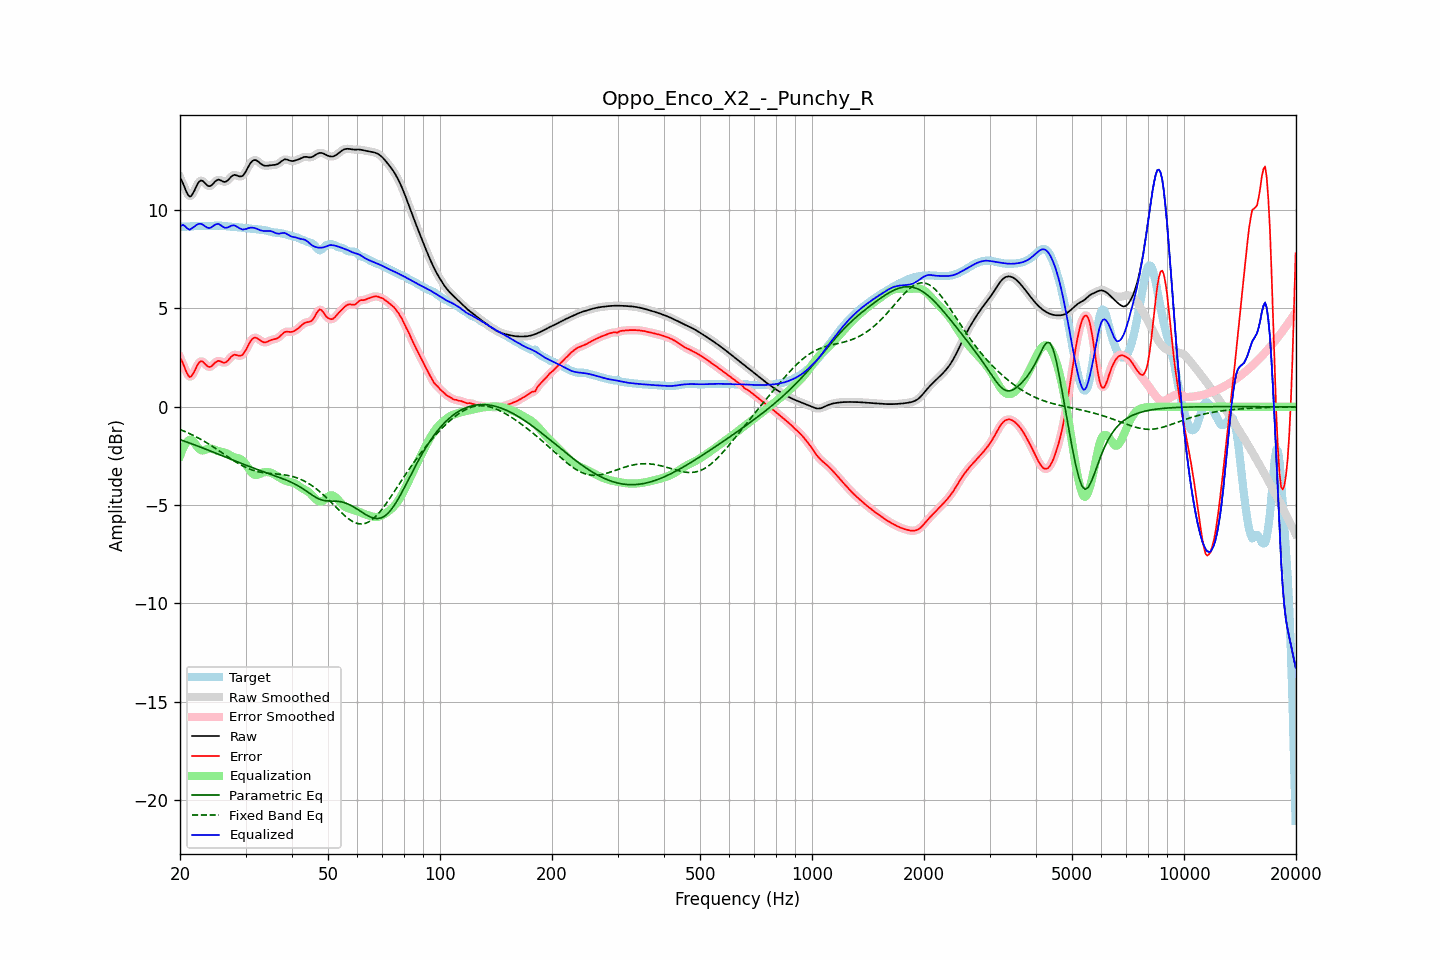 Oppo_Enco_X2_-_Punchy_R
Amplitude (dBr)
10
5
0
−5
−10
−15
−20
Target
Raw Smoothed
Error Smoothed
Raw
Error
Equalization
Parametric Eq
Fixed Band Eq
Equalized
20 50 100 200 500 1000 2000 5000 10000 20000
Frequency (Hz)